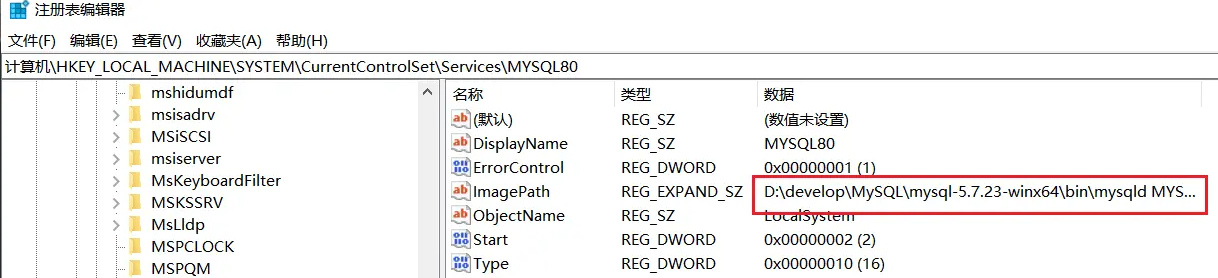 注册表编辑器
文件(F) 编辑(E) 查看(V) 收藏夹(A) 帮助(H)
计算机\HKEY_LOCAL_MACHINE\SYSTEM\CurrentControlSet\Services\MYSQL80
mshidumdf
msisadrv
MSiSCSI
msiserver
MsKeyboardFilter
MSKSSRV
MsLldp
MSPCLOCK
MSPQM
名称 类型 数据
(默认) REG_SZ (数值未设置)
DisplayName REG_SZ MYSQL80
ErrorControl REG_DWORD 0x00000001 (1)
ImagePath REG_EXPAND_SZ D:\develop\MySQL\mysql-5.7.23-winx64\bin\mysqld MYS...
ObjectName REG_SZ LocalSystem
Start REG_DWORD 0x00000002 (2)
Type REG_DWORD 0x00000010 (16)